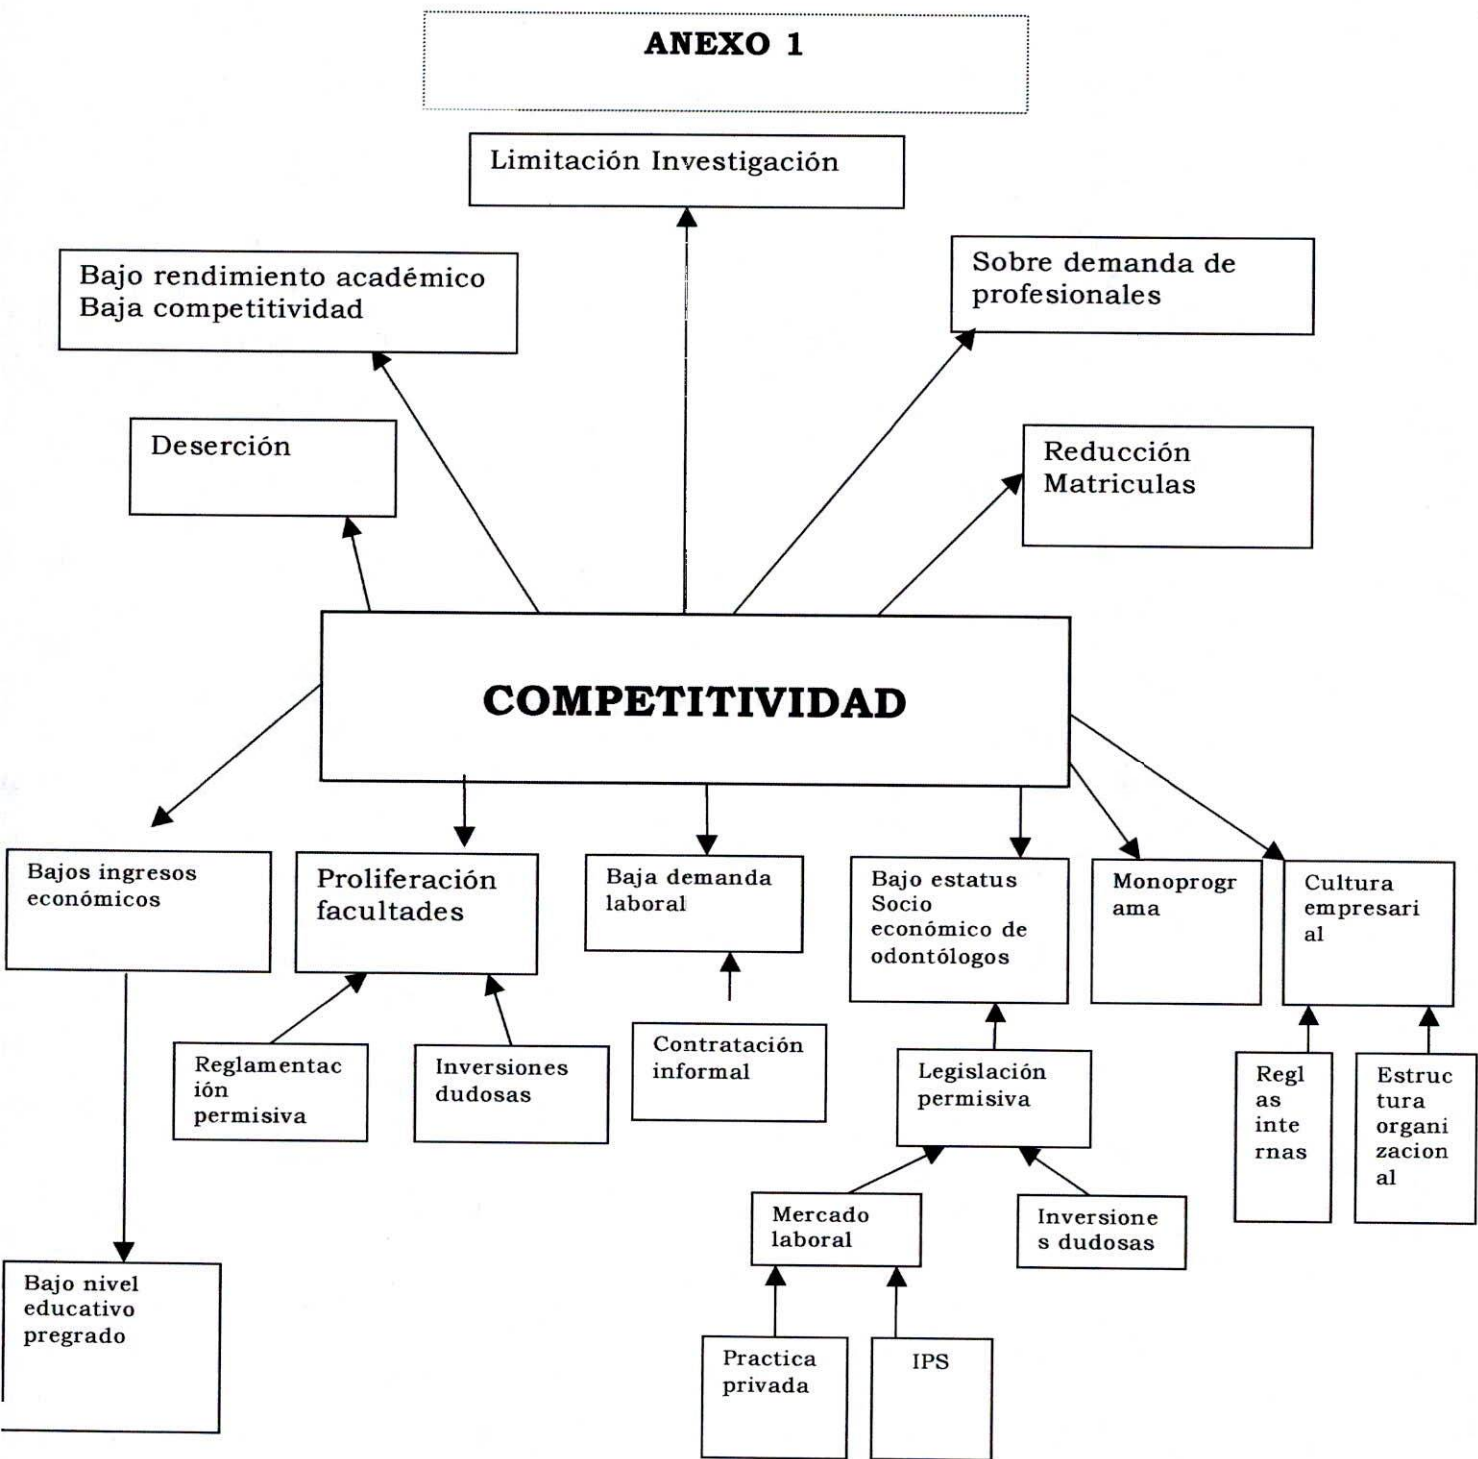 ANEXO 1
Limitación Investigación
Bajo rendimiento académico
Baja competitividad
Sobre demanda de
profesionales
Deserción
Reducción
Matriculas
COMPETITIVIDAD
Bajos ingresos
económicos
Proliferación
facultades
Baja demanda
laboral
Bajo estatus
Socio
económico de
odontólogos
Monoprogr
ama
Cultura
empresari
al
Reglamentac
ión
permisiva
Inversiones
dudosas
Contratación
informal
Legislación
permisiva
Regl
as
inte
rnas
Estruc
tura
organi
zacion
al
Mercado
laboral
Inversione
s dudosas
Bajo nivel
educativo
pregrado
Practica
privada
IPS